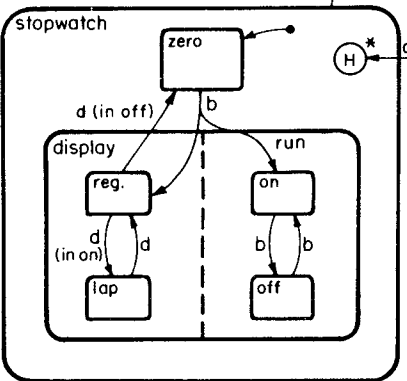 stopwatch
zero
H *
d (in off)
b
display
run
reg.
on
d
(in on)
d
b
b
lap
off